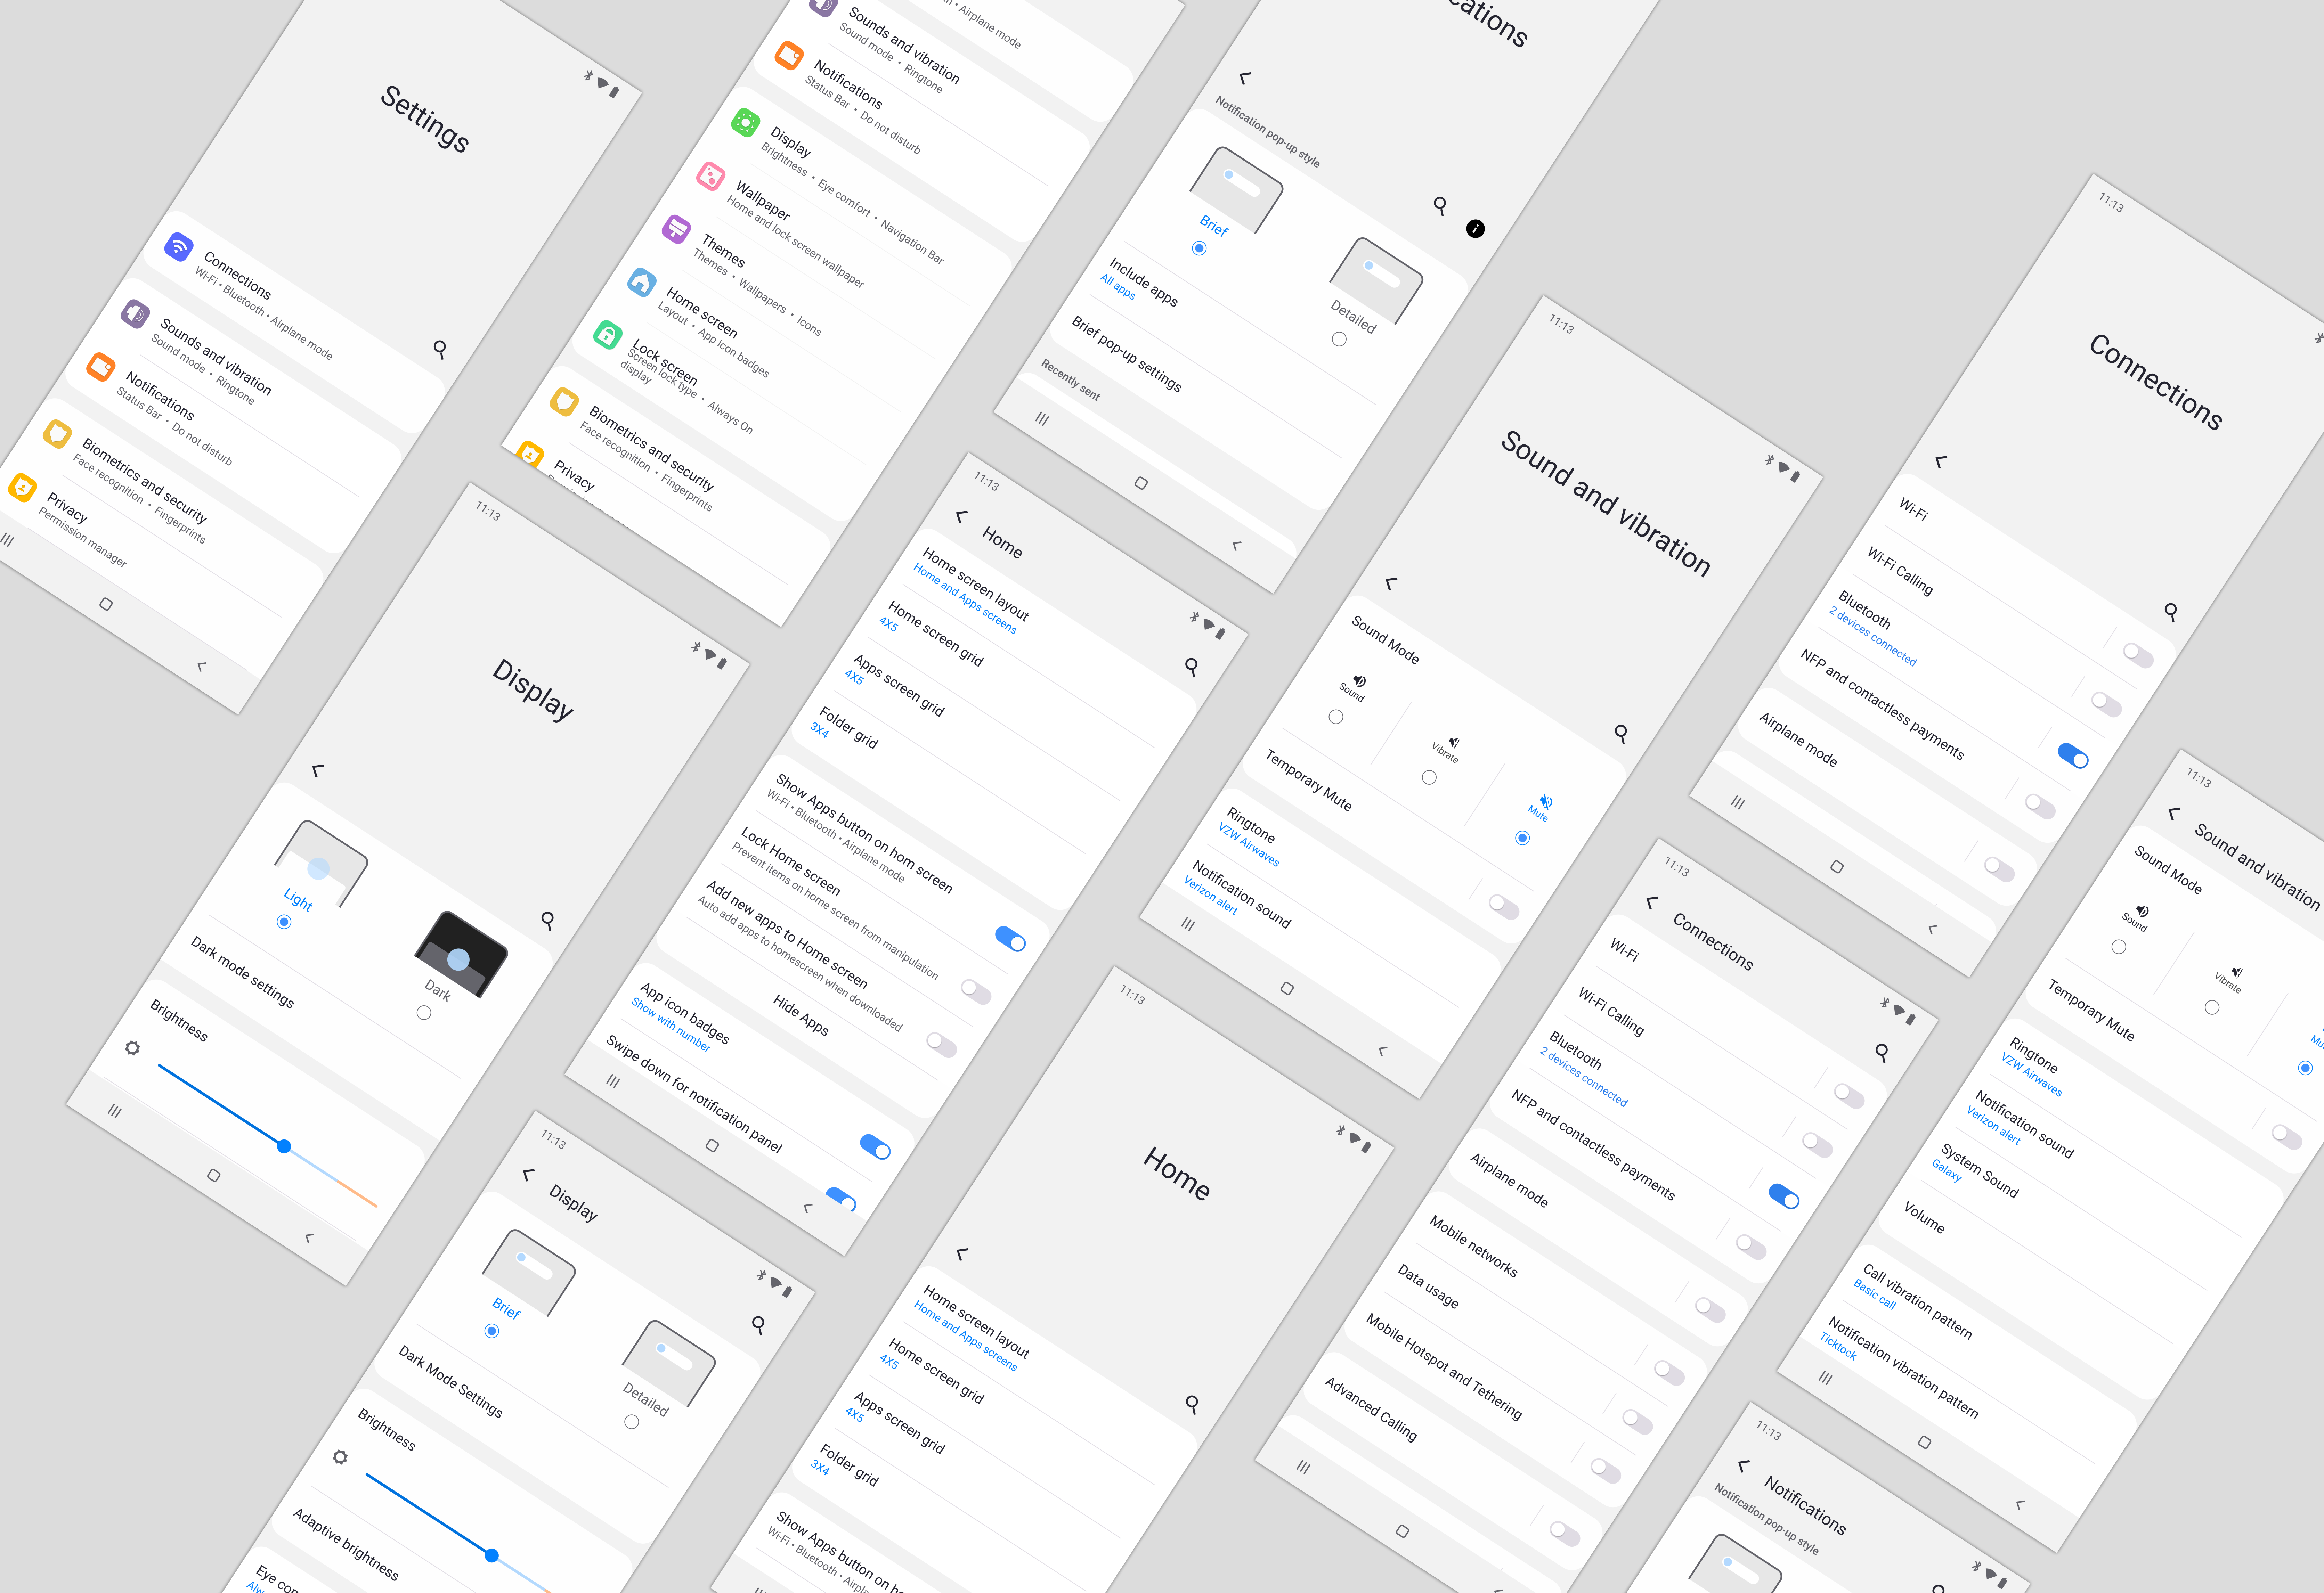 Settings
Connections
Wi-Fi • Bluetooth • Airplane mode
Sounds and vibration
Sound mode • Ringtone
Notifications
Status Bar • Do not disturb
Biometrics and security
Face recognition • Fingerprints
Privacy
Permission manager
Airplane mode
Sounds and vibration
Sound mode • Ringtone
Notifications
Status Bar • Do not disturb
Display
Brightness • Eye comfort • Navigation Bar
Wallpaper
Home and lock screen wallpaper
Themes
Themes • Wallpapers • Icons
Home screen
Layout • App icon badges
Lock screen
Screen lock type • Always On
display
Biometrics and security
Face recognition • Fingerprints
Privacy
Notification pop-up style
Brief
Detailed
Include apps
All apps
Brief pop-up settings
Recently sent
11:13
Display
Light
Dark
Dark mode settings
Brightness
11:13
Home
Home screen layout
Home and Apps screens
Home screen grid
4X5
Apps screen grid
4X5
Folder grid
3X4
Show Apps button on hom screen
Wi-Fi • Bluetooth • Airplane mode
Lock Home screen
Prevent items on home screen from manipulation
Add new apps to Home screen
Auto add apps to homescreen when downloaded
Hide Apps
App icon badges
Show with number
Swipe down for notification panel
11:13
Sound and vibration
Sound Mode
Sound
Vibrate
Mute
Temporary Mute
Ringtone
VZW Airwaves
Notification sound
Verizon alert
11:13
Connections
Wi-Fi
Wi-Fi Calling
Bluetooth
2 devices connected
NFP and contactless payments
Airplane mode
11:13
Display
Brief
Detailed
Dark Mode Settings
Brightness
Adaptive brightness
11:13
Home
Home screen layout
Home and Apps screens
Home screen grid
4X5
Apps screen grid
4X5
Folder grid
3X4
Show Apps button on
Wi-Fi • Bluetooth •
11:13
Connections
Wi-Fi
Wi-Fi Calling
Bluetooth
2 devices connected
NFP and contactless payments
Airplane mode
Mobile networks
Data usage
Mobile Hotspot and Tethering
Advanced Calling
11:13
Sound and vibration
Sound Mode
Sound
Vibrate
Temporary Mute
Ringtone
VZW Airwaves
Notification sound
Verizon alert
System Sound
Galaxy
Volume
Call vibration pattern
Basic call
Notification vibration pattern
Ticktock
11:13
Notifications
Notification pop-up style